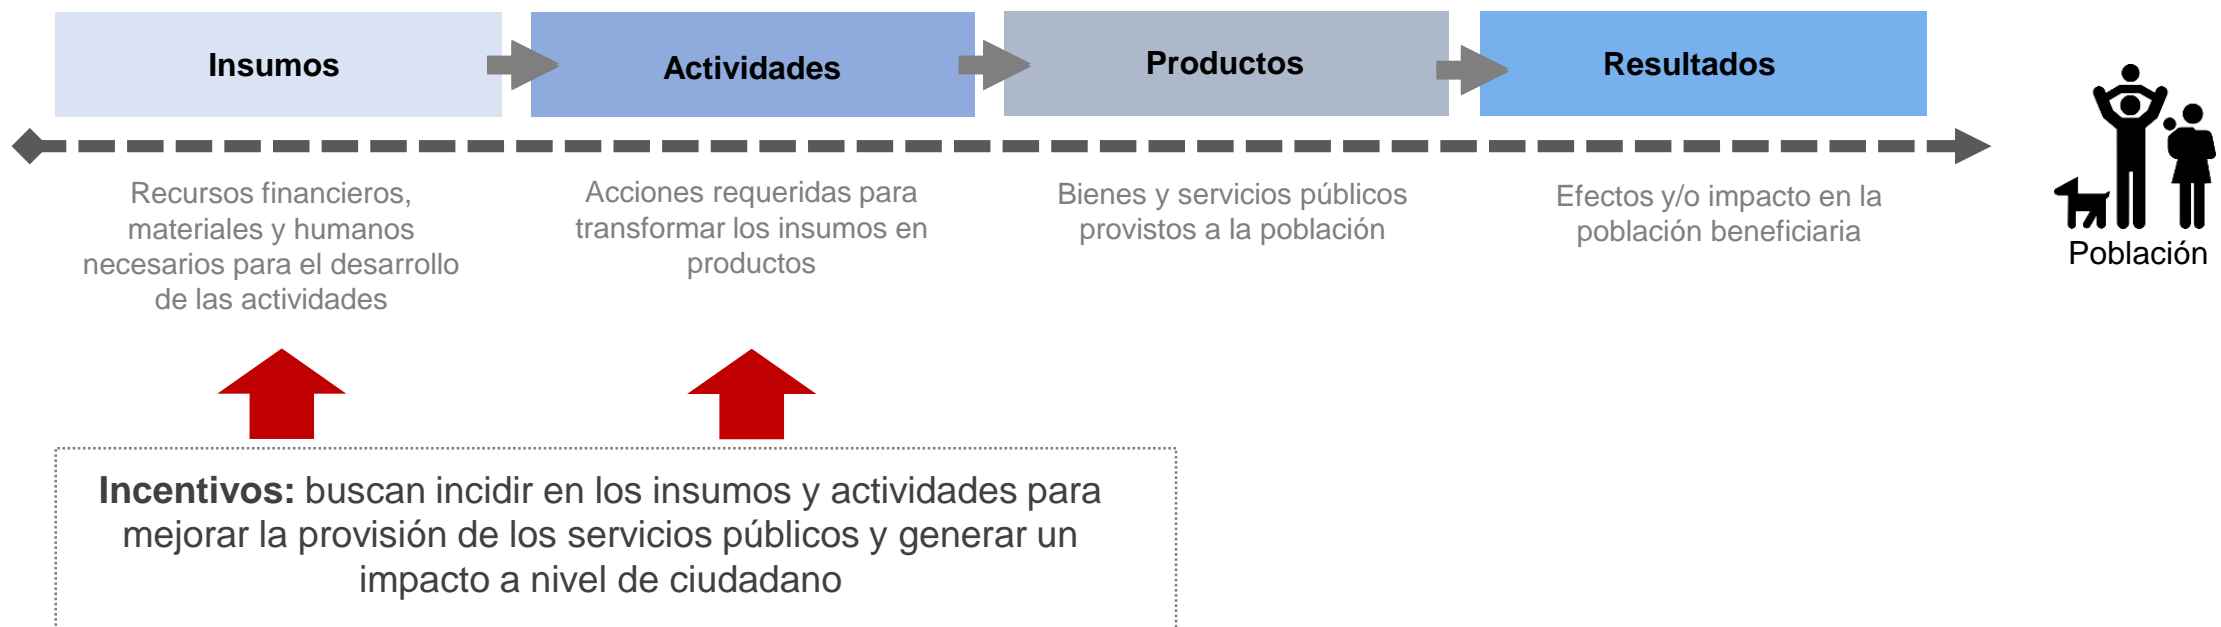 Insumos
Actividades
Productos
Resultados
Recursos financieros,
materiales y humanos
necesarios para el desarrollo
de las actividades
Acciones requeridas para
transformar los insumos en
productos
Bienes y servicios públicos
provistos a la población
Efectos y/o impacto en la
población beneficiaria
Población
Incentivos: buscan incidir en los insumos y actividades para
mejorar la provisión de los servicios públicos y generar un
impacto a nivel de ciudadano